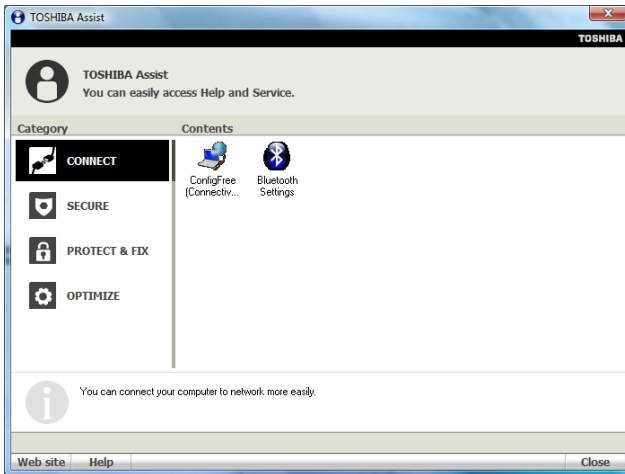 TOSHIBA Assist
TOSHIBA
TOSHIBA Assist
You can easily access Help and Service.
Category
Contents
CONNECT
SECURE
PROTECT & FIX
OPTIMIZE
ConfigFree
(Connectiv...
Bluetooth
Settings
You can connect your computer to network more easily.
Web site
Help
Close